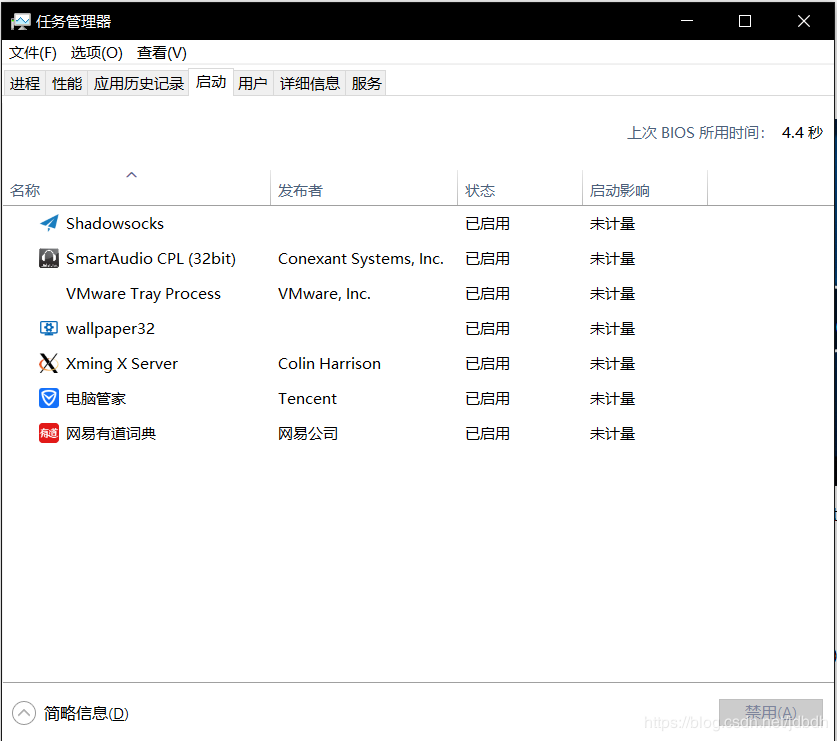 任务管理器
文件(F) 选项(O) 查看(V)
进程 性能 应用历史记录 启动 用户 详细信息 服务
上次 BIOS 所用时间: 4.4 秒
名称 发布者 状态 启动影响
Shadowsocks 已启用 未计量
SmartAudio CPL (32bit) Conexant Systems, Inc. 已启用 未计量
VMware Tray Process VMware, Inc. 已启用 未计量
wallpaper32 已启用 未计量
Xming X Server Colin Harrison 已启用 未计量
电脑管家 Tencent 已启用 未计量
有道 网易有道词典 网易公司 已启用 未计量
简略信息(D) 禁用(A)
https://blog.csdn.net/jdbdh